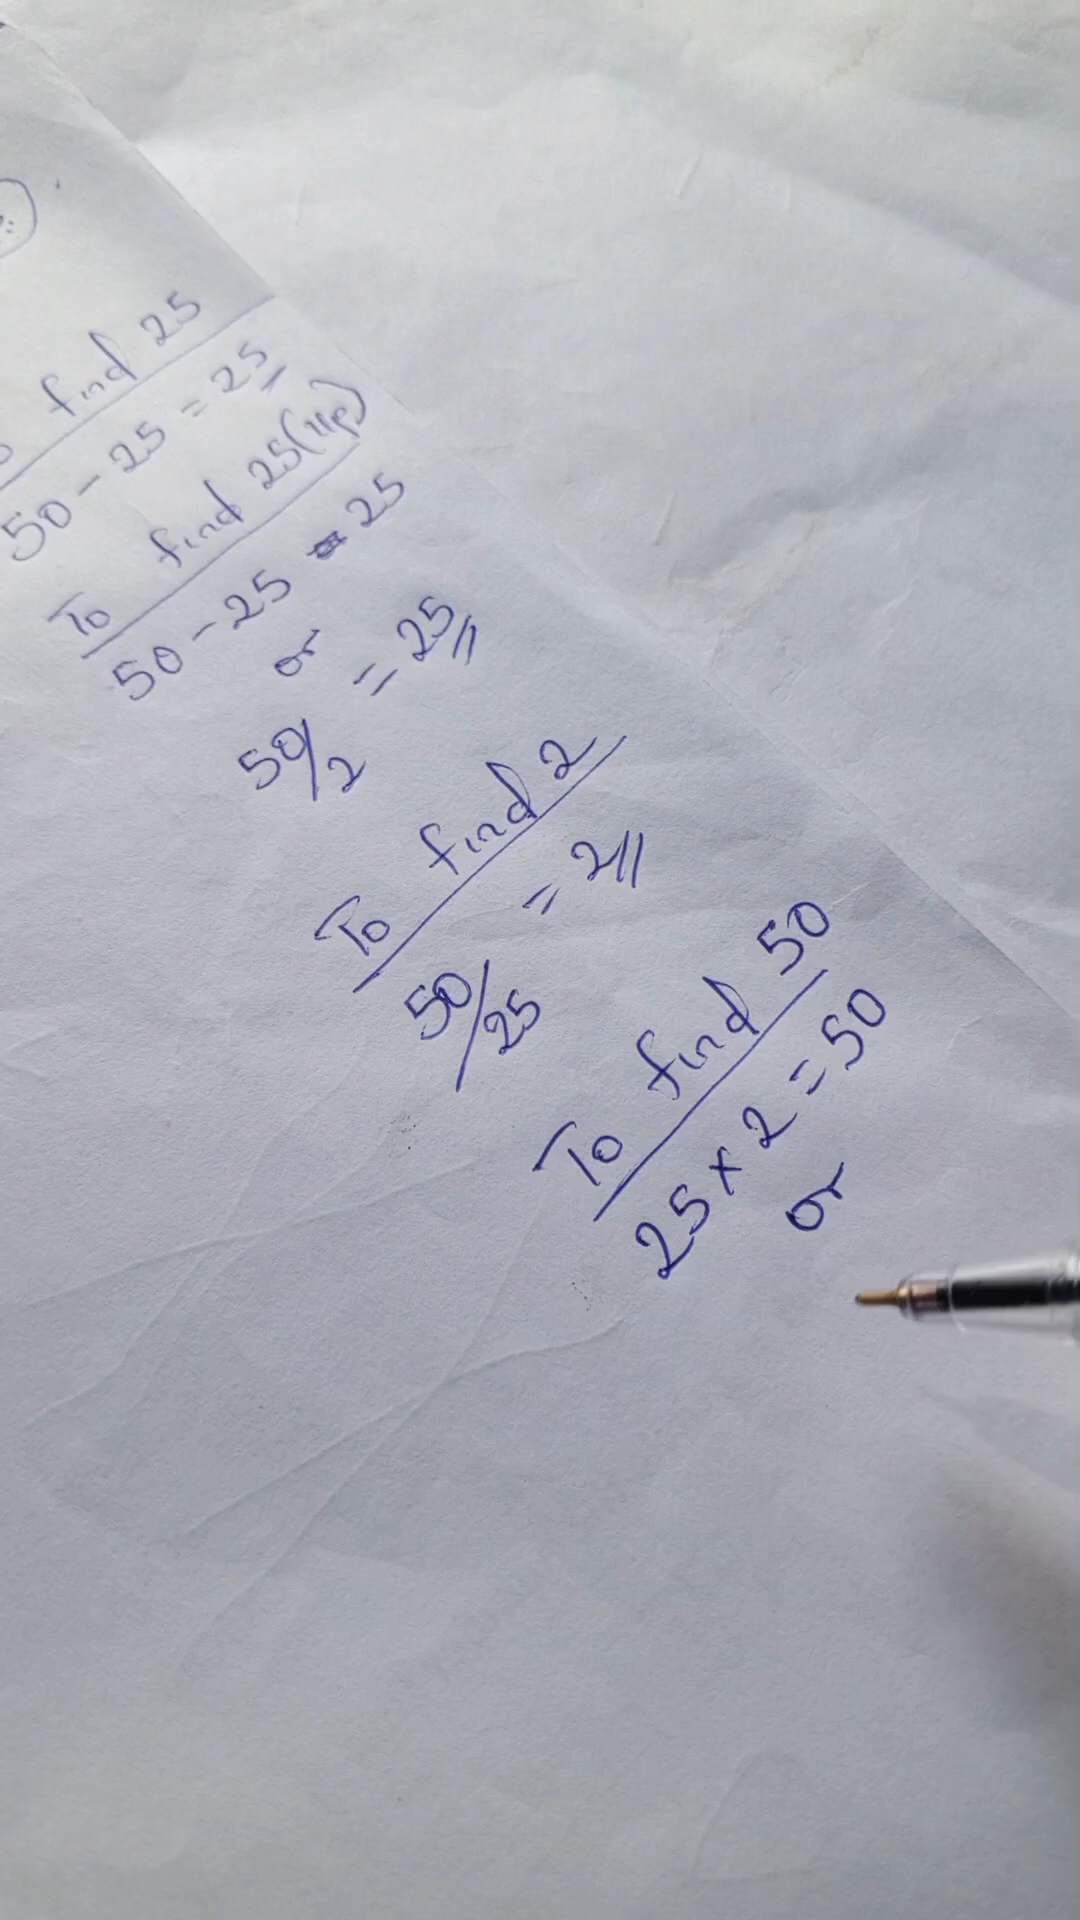 find 25
50 - 25 = 25
To find 25(up)
50 - 25 = 25
or
50/2 = 25
To find 2
50/25 = 2
To find 50
25 x 2 = 50
or